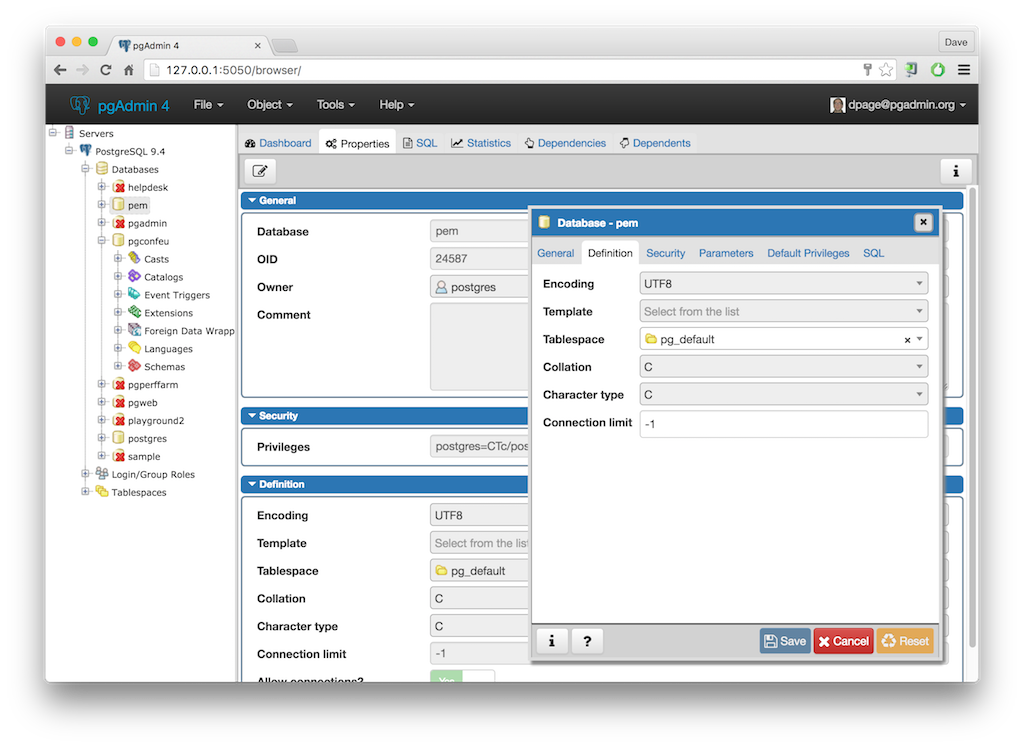 pgAdmin 4
Dave
127.0.0.1:5050/browser/
pgAdmin 4 File Object Tools Help dpage@pgadmin.org
Servers
PostgreSQL 9.4
Databases
helpdesk
pem
pgadmin
pgconfeu
Casts
Catalogs
Event Triggers
Extensions
Foreign Data Wrapp
Languages
Schemas
pgperffarm
pgweb
playground2
postgres
sample
Login/Group Roles
Tablespaces
Dashboard Properties SQL Statistics Dependencies Dependents
i
General
Database pem
OID 24587
Owner postgres
Comment
Security
Privileges postgres=CTc/pos
Definition
Encoding UTF8
Template Select from the lis
Tablespace pg_default
Collation C
Character type C
Connection limit -1
Allow connections? Yes
Database - pem
General Definition Security Parameters Default Privileges SQL
Encoding UTF8
Template Select from the list
Tablespace pg_default
Collation C
Character type C
Connection limit -1
i ? Save Cancel Reset